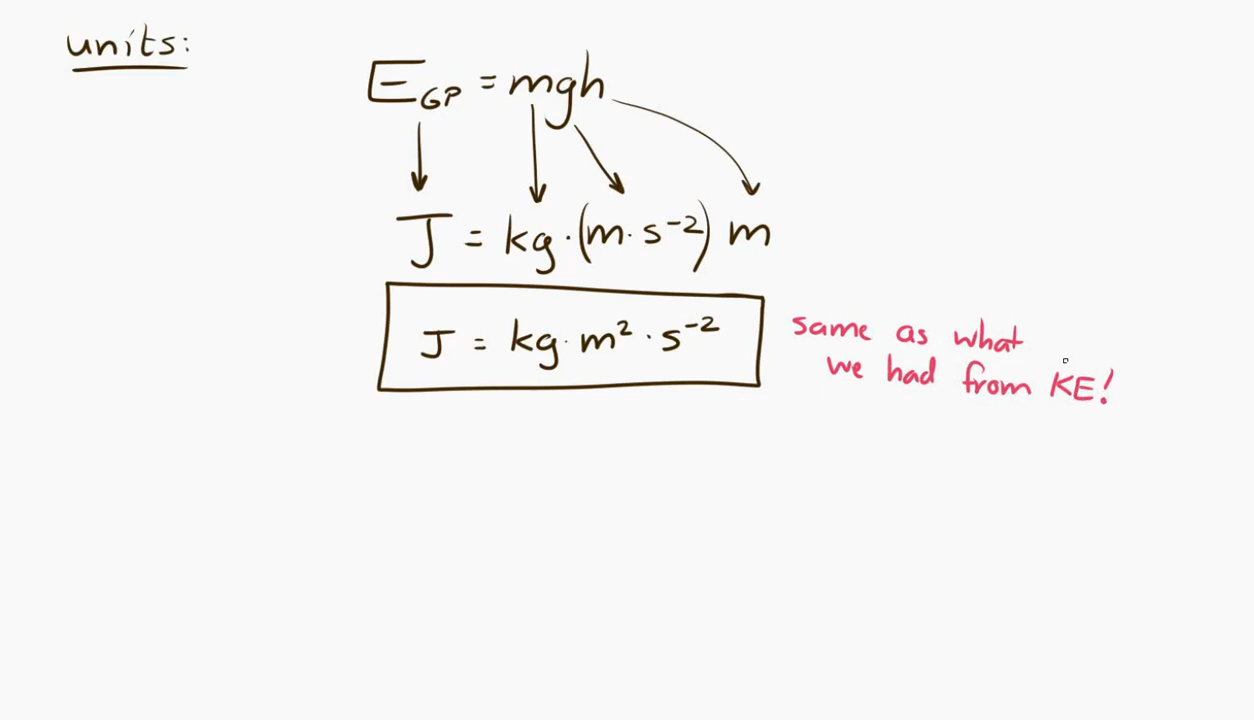 units:
E_GP = mgh
J = kg·(m·s⁻²) m
J = kg·m²·s⁻²
same as what
we had from KE!